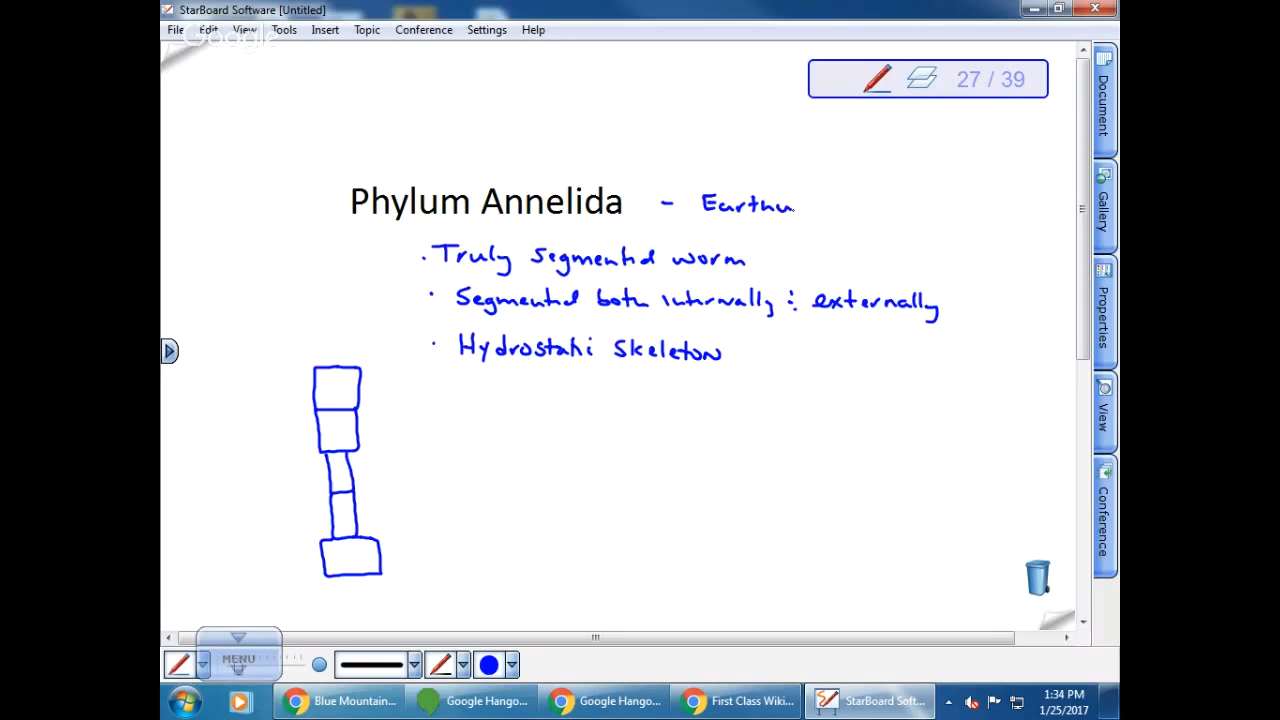 StarBoard Software [Untitled]
File Edit View Tools Insert Topic Conference Settings Help
Google
27 / 39
Document
Gallery
Properties
View
Conference
Phylum Annelida - Earthw
· Truly segmented worm
· Segmented both internally ÷ externally
· Hydrostati Skeleton
MENU
Blue Mountain...
Google Hango...
Google Hango...
First Class Wiki...
StarBoard Soft...
1:34 PM
1/25/2017